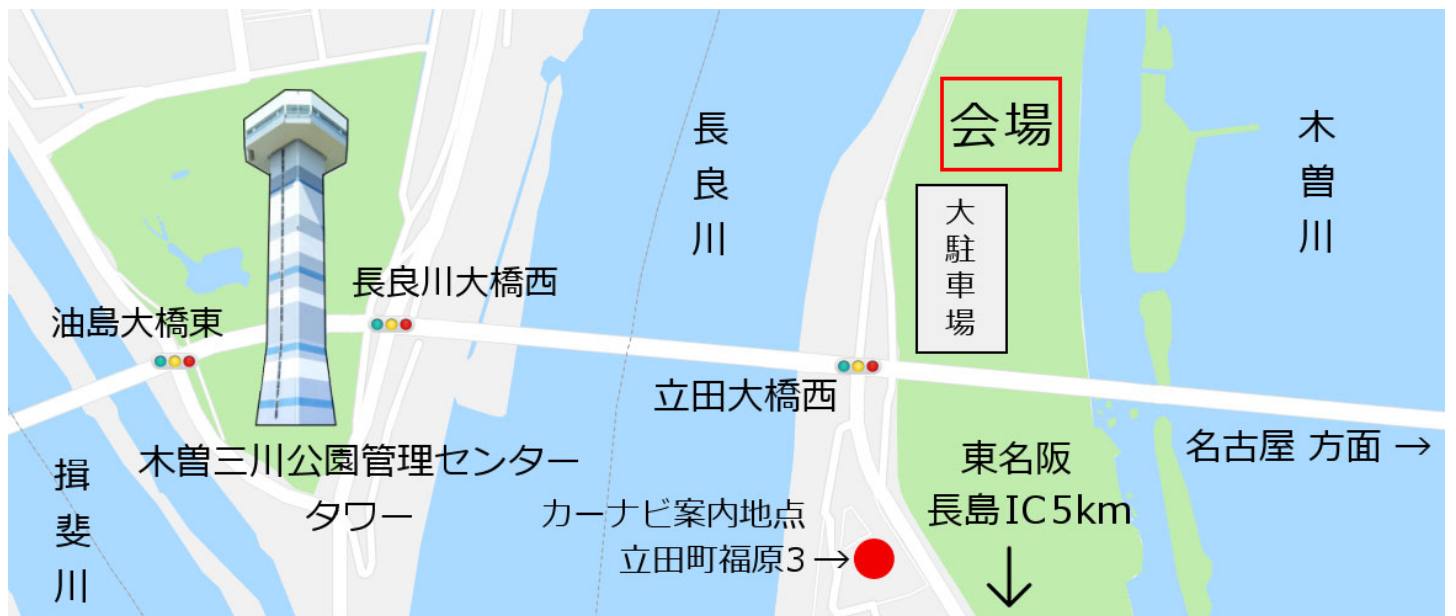 長良川
会場
木曽川
大駐車場
長良川大橋西
油島大橋東
立田大橋西
名古屋 方面 →
木曽三川公園管理センター
タワー
東名阪
長島IC5km
↓
揖斐川
カーナビ案内地点
立田町福原3→